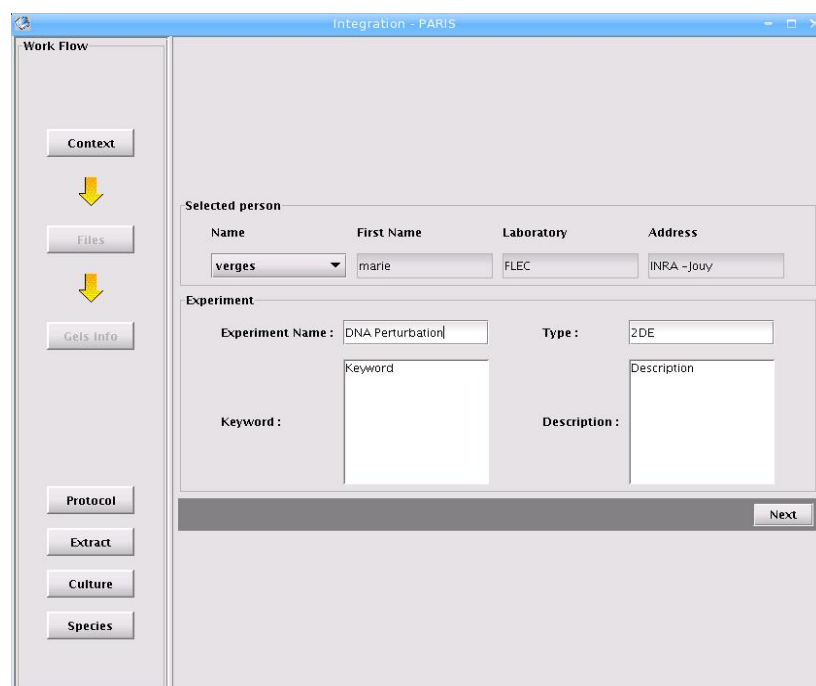 Integration - PARIS
Work Flow
Context
Files
Gels Info
Protocol
Extract
Culture
Species
Selected person
Name First Name Laboratory Address
verges marie FLEC INRA -Jouy
Experiment
Experiment Name : DNA Perturbation Type : 2DE
Keyword Description
Keyword : Description :
Next